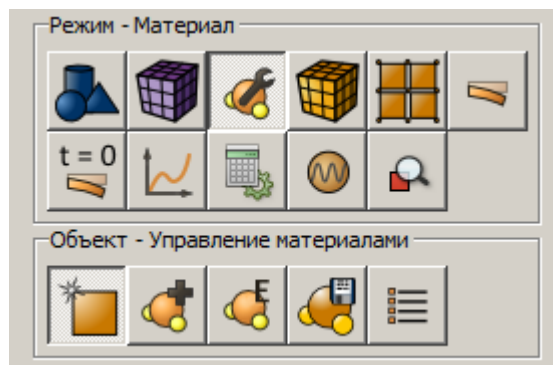 Режим - Материал
t = 0
Объект - Управление материалами
E